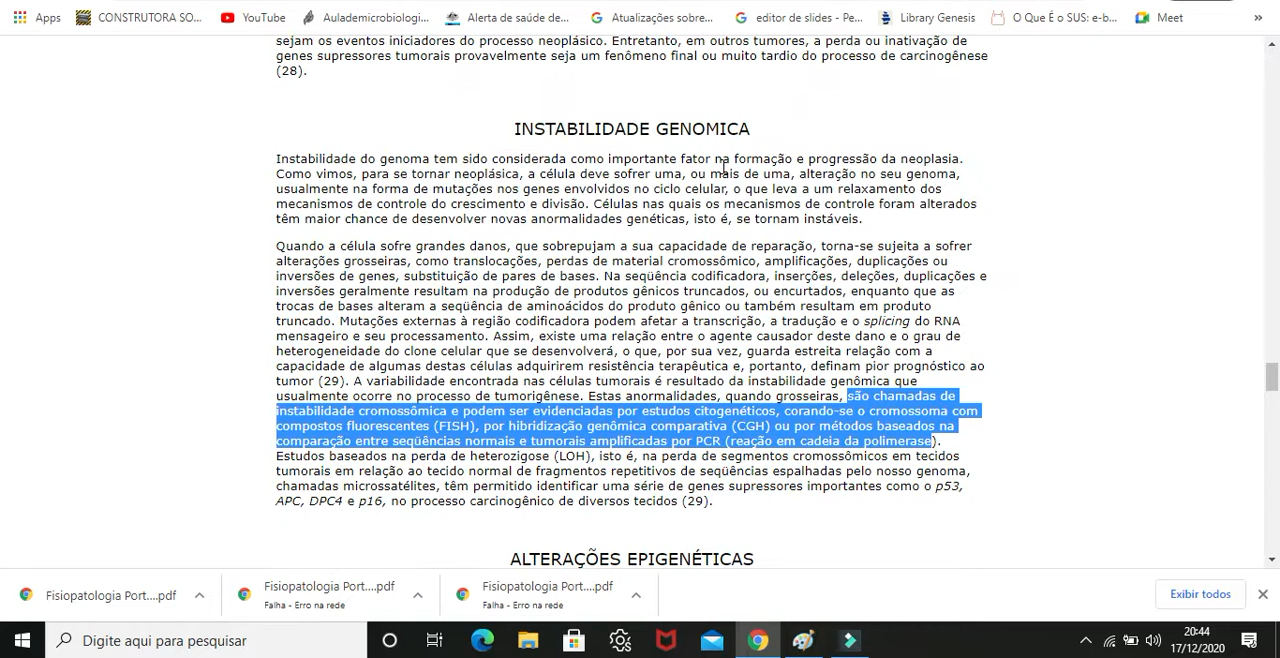 Apps
CONSTRUTORA SO...
YouTube
Aulademicrobiologi...
Alerta de saúde de...
Atualizações sobre...
editor de slides - Pe...
Library Genesis
O Que É o SUS: e-b...
Meet
»
sejam os eventos iniciadores do processo neoplásico. Entretanto, em outros tumores, a perda ou inativação de
genes supressores tumorais provavelmente seja um fenômeno final ou muito tardio do processo de carcinogênese
(28).
INSTABILIDADE GENOMICA
Instabilidade do genoma tem sido considerada como importante fator na formação e progressão da neoplasia.
Como vimos, para se tornar neoplásica, a célula deve sofrer uma, ou mais de uma, alteração no seu genoma,
usualmente na forma de mutações nos genes envolvidos no ciclo celular, o que leva a um relaxamento dos
mecanismos de controle do crescimento e divisão. Células nas quais os mecanismos de controle foram alterados
têm maior chance de desenvolver novas anormalidades genéticas, isto é, se tornam instáveis.
Quando a célula sofre grandes danos, que sobrepujam a sua capacidade de reparação, torna-se sujeita a sofrer
alterações grosseiras, como translocações, perdas de material cromossômico, amplificações, duplicações ou
inversões de genes, substituição de pares de bases. Na seqüência codificadora, inserções, deleções, duplicações e
inversões geralmente resultam na produção de produtos gênicos truncados, ou encurtados, enquanto que as
trocas de bases alteram a seqüência de aminoácidos do produto gênico ou também resultam em produto
truncado. Mutações externas à região codificadora podem afetar a transcrição, a tradução e o splicing do RNA
mensageiro e seu processamento. Assim, existe uma relação entre o agente causador deste dano e o grau de
heterogeneidade do clone celular que se desenvolverá, o que, por sua vez, guarda estreita relação com a
capacidade de algumas destas células adquirirem resistência terapêutica e, portanto, definam pior prognóstico ao
tumor (29). A variabilidade encontrada nas células tumorais é resultado da instabilidade genômica que
usualmente ocorre no processo de tumorigênese. Estas anormalidades, quando grosseiras, são chamadas de
instabilidade cromossômica e podem ser evidenciadas por estudos citogenéticos, corando-se o cromossoma com
compostos fluorescentes (FISH), por hibridização genômica comparativa (CGH) ou por métodos baseados na
comparação entre seqüências normais e tumorais amplificadas por PCR (reação em cadeia da polimerase).
Estudos baseados na perda de heterozigose (LOH), isto é, na perda de segmentos cromossômicos em tecidos
tumorais em relação ao tecido normal de fragmentos repetitivos de seqüências espalhadas pelo nosso genoma,
chamadas microssatélites, têm permitido identificar uma série de genes supressores importantes como o p53,
APC, DPC4 e p16, no processo carcinogênico de diversos tecidos (29).
ALTERAÇÕES EPIGENÉTICAS
Fisiopatologia Port....pdf
Fisiopatologia Port....pdf
Falha - Erro na rede
Fisiopatologia Port....pdf
Falha - Erro na rede
Exibir todos
Digite aqui para pesquisar
20:44
17/12/2020